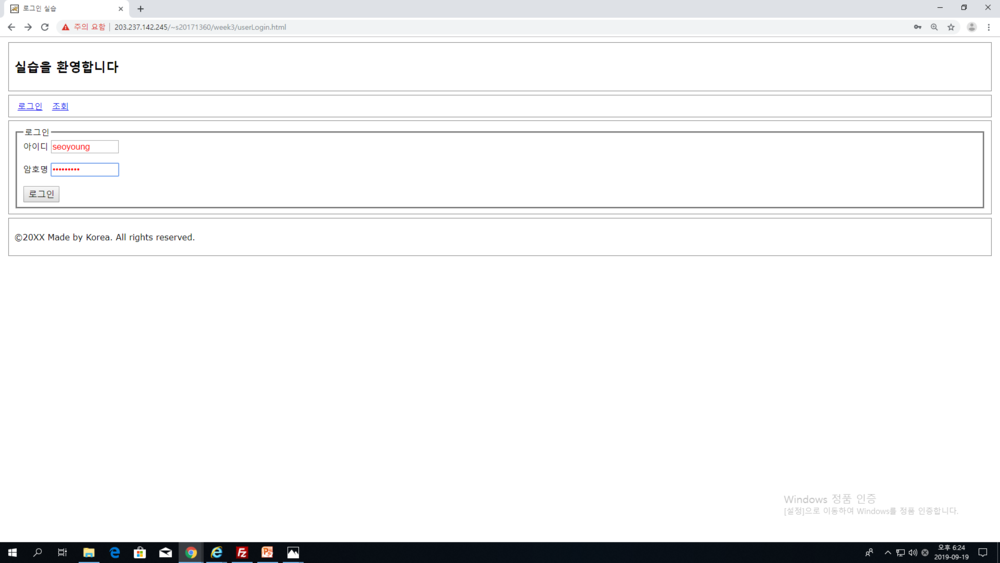 로그인 실습
주의 요함 | 203.237.142.245/~s20171360/week3/userLogin.html
실습을 환영합니다
로그인 조회
로그인
아이디 seoyoung
암호명 •••••••••
로그인
©20XX Made by Korea. All rights reserved.
Windows 정품 인증
[설정]으로 이동하여 Windows를 정품 인증합니다.
오후 6:24
2019-09-19